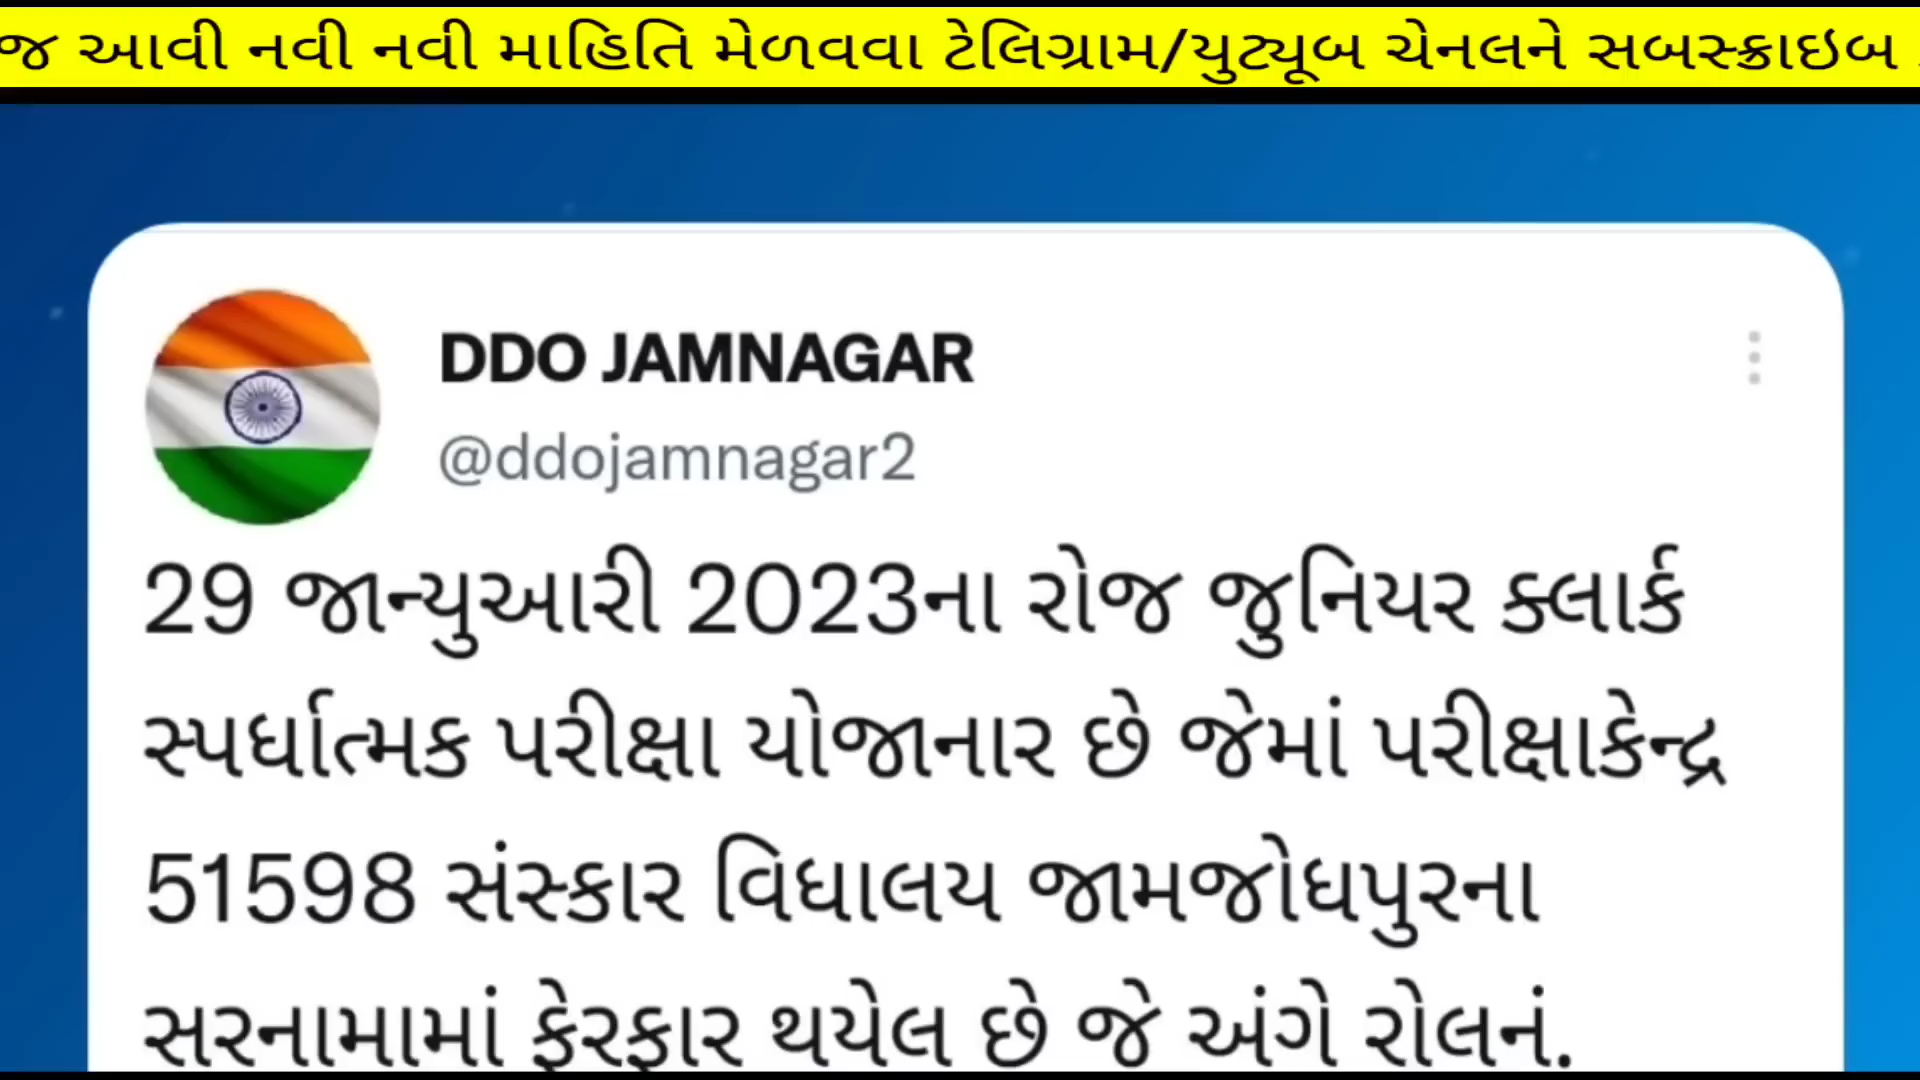 જ આવી નવી નવી માહિતિ મેળવવા ટેલિગ્રામ/યુટ્યૂબ ચેનલને સબસ્ક્રાઇબ
DDO JAMNAGAR
@ddojamnagar2
29 જાન્યુઆરી 2023ના રોજ જુનિયર ક્લાર્ક
સ્પર્ધાત્મક પરીક્ષા યોજાનાર છે જેમાં પરીક્ષાકેન્દ્ર
51598 સંસ્કાર વિધાલય જામજોધપુરના
સરનામામાં ફેરફાર થયેલ છે જે અંગે રોલનં.